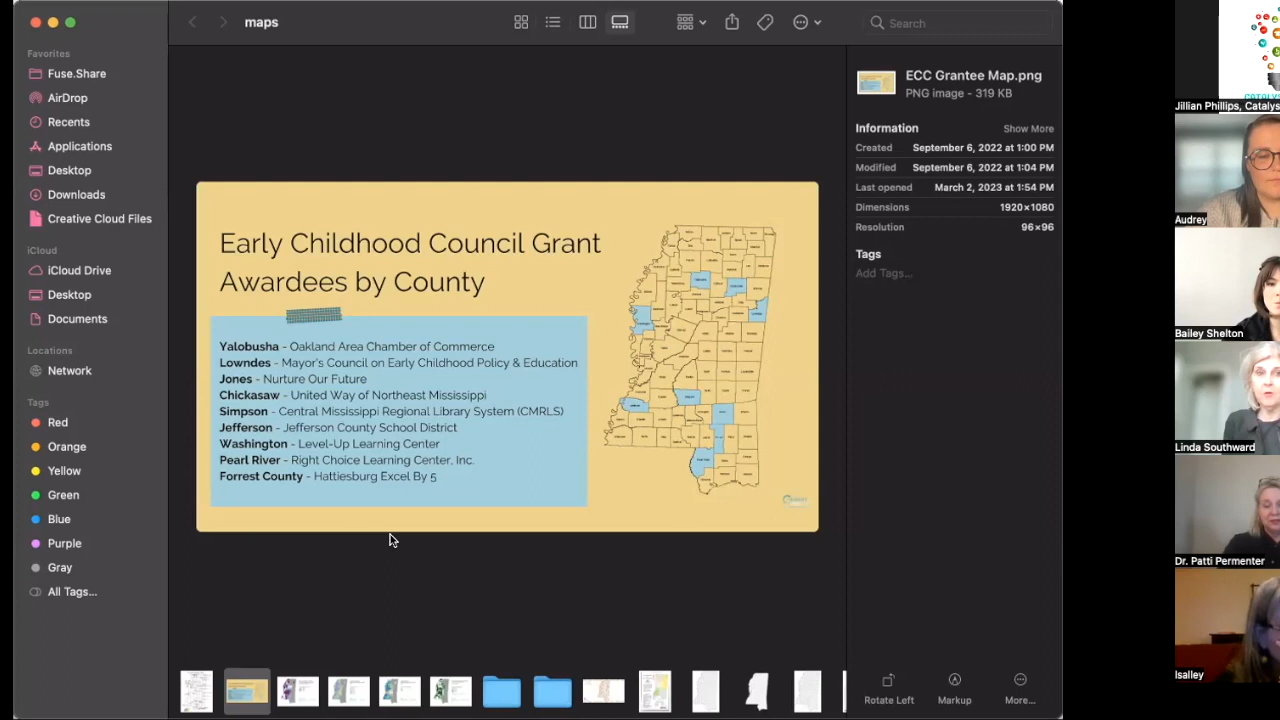 maps
Search
Favorites
Fuse.Share
AirDrop
Recents
Applications
Desktop
Downloads
Creative Cloud Files
iCloud
iCloud Drive
Desktop
Documents
Locations
Network
Tags
Red
Orange
Yellow
Green
Blue
Purple
Gray
All Tags...
Early Childhood Council Grant
Awardees by County
Yalobusha - Oakland Area Chamber of Commerce
Lowndes - Mayor's Council on Early Childhood Policy & Education
Jones - Nurture Our Future
Chickasaw - United Way of Northeast Mississippi
Simpson - Central Mississippi Regional Library System (CMRLS)
Jefferson - Jefferson County School District
Washington - Level-Up Learning Center
Pearl River - Right Choice Learning Center, Inc.
Forrest County - Hattiesburg Excel By 5
ECC Grantee Map.png
PNG image - 319 KB
Information
Show More
Created September 6, 2022 at 1:00 PM
Modified September 6, 2022 at 1:04 PM
Last opened March 2, 2023 at 1:54 PM
Dimensions 1920×1080
Resolution 96×96
Tags
Add Tags...
Rotate Left
Markup
More...
CATALYS
Jillian Phillips, Catalys
Audrey
Bailey Shelton
Linda Southward
Dr. Patti Permenter
lsalley